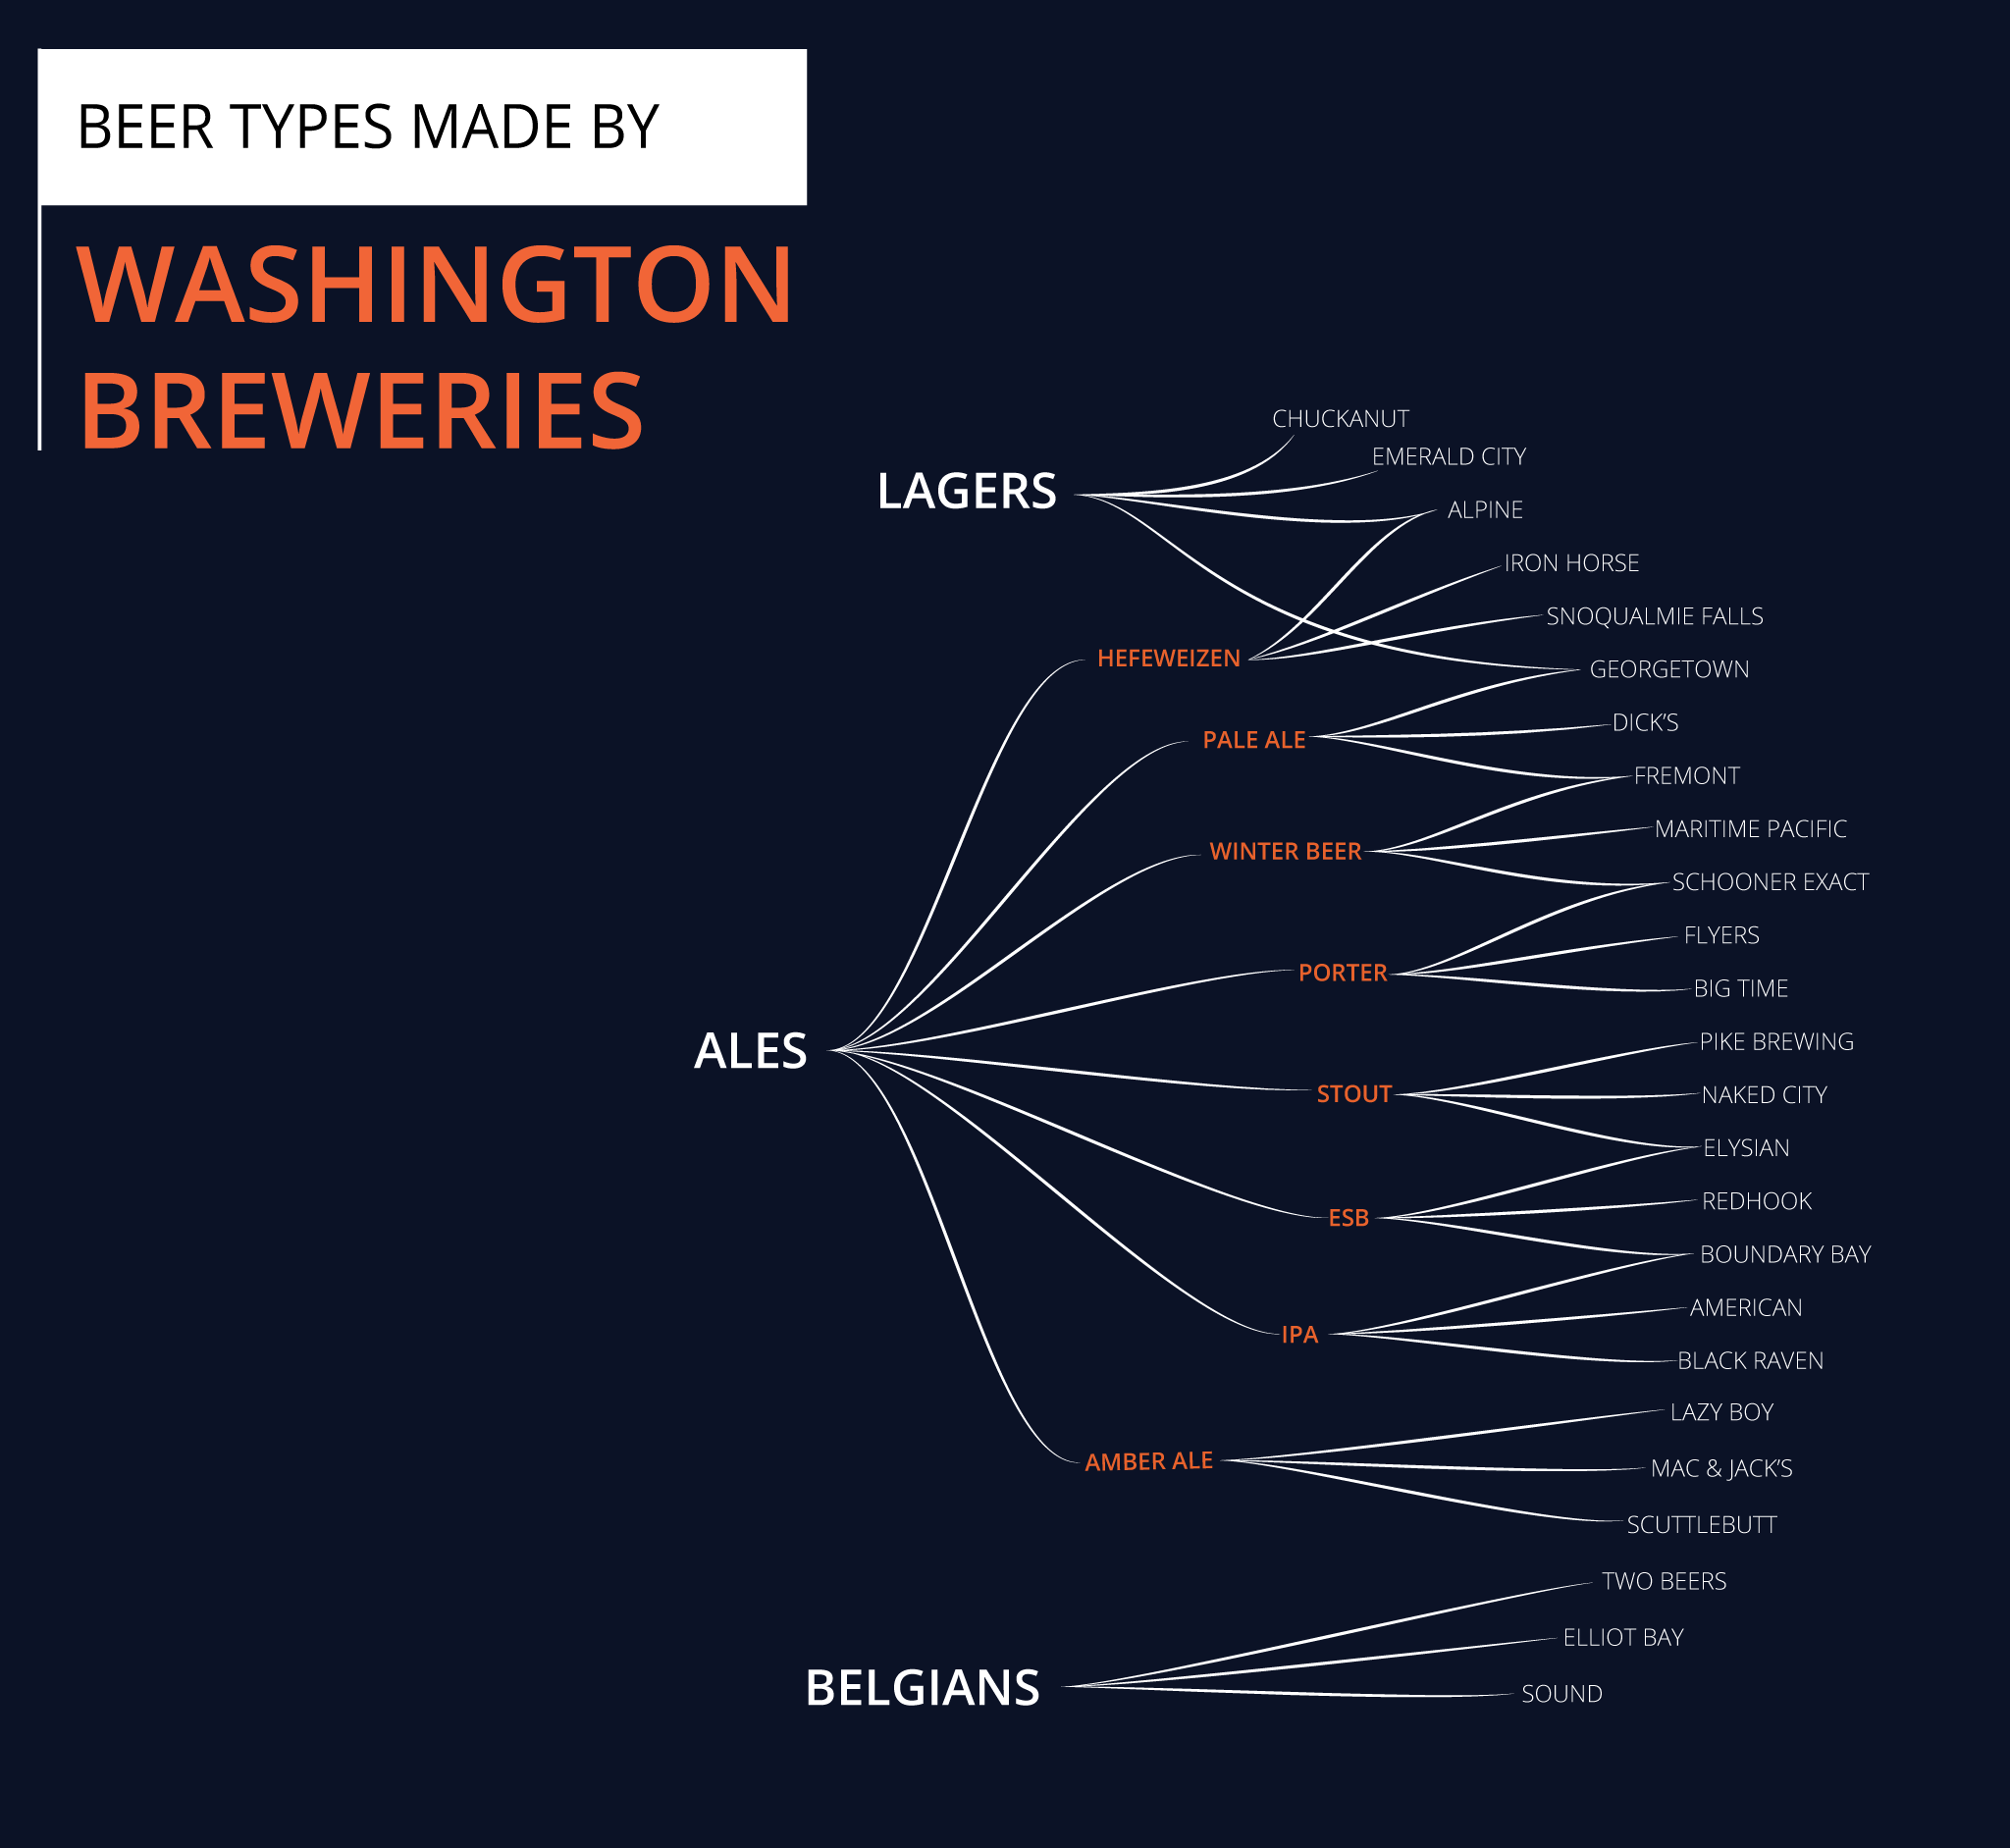 BEER TYPES MADE BY
WASHINGTON
BREWERIES
LAGERS
CHUCKANUT
EMERALD CITY
ALPINE
IRON HORSE
SNOQUALMIE FALLS
HEFEWEIZEN
GEORGETOWN
PALE ALE
DICK'S
FREMONT
WINTER BEER
MARITIME PACIFIC
SCHOONER EXACT
FLYERS
PORTER
BIG TIME
ALES
PIKE BREWING
STOUT
NAKED CITY
ELYSIAN
REDHOOK
ESB
BOUNDARY BAY
AMERICAN
IPA
BLACK RAVEN
LAZY BOY
AMBER ALE
MAC & JACK'S
SCUTTLEBUTT
TWO BEERS
ELLIOT BAY
BELGIANS
SOUND